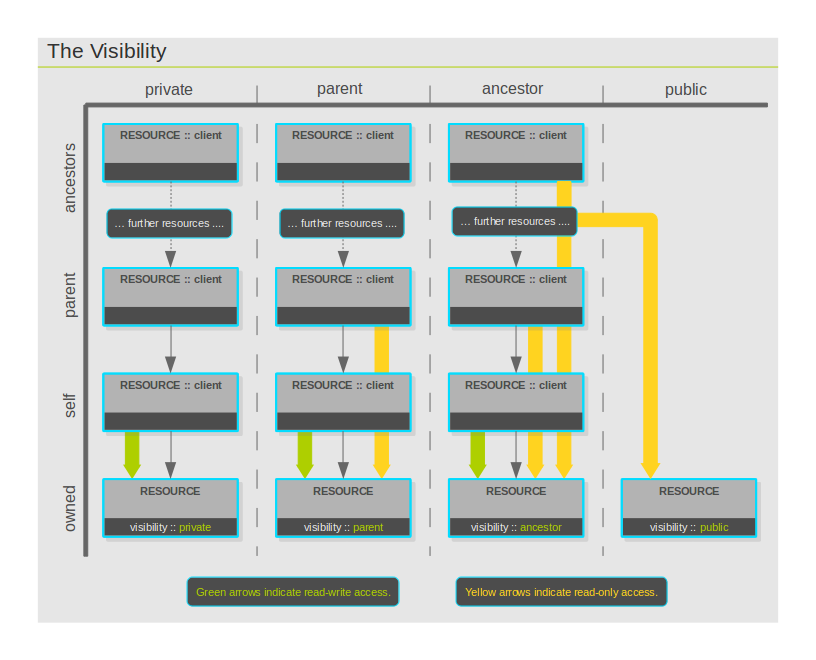 The Visibility
private parent ancestor public
ancestors
RESOURCE :: client RESOURCE :: client RESOURCE :: client
... further resources .... ... further resources .... ... further resources ....
parent
RESOURCE :: client RESOURCE :: client RESOURCE :: client
self
RESOURCE :: client RESOURCE :: client RESOURCE :: client
owned
RESOURCE RESOURCE RESOURCE RESOURCE
visibility :: private visibility :: parent visibility :: ancestor visibility :: public
Green arrows indicate read-write access. Yellow arrows indicate read-only access.